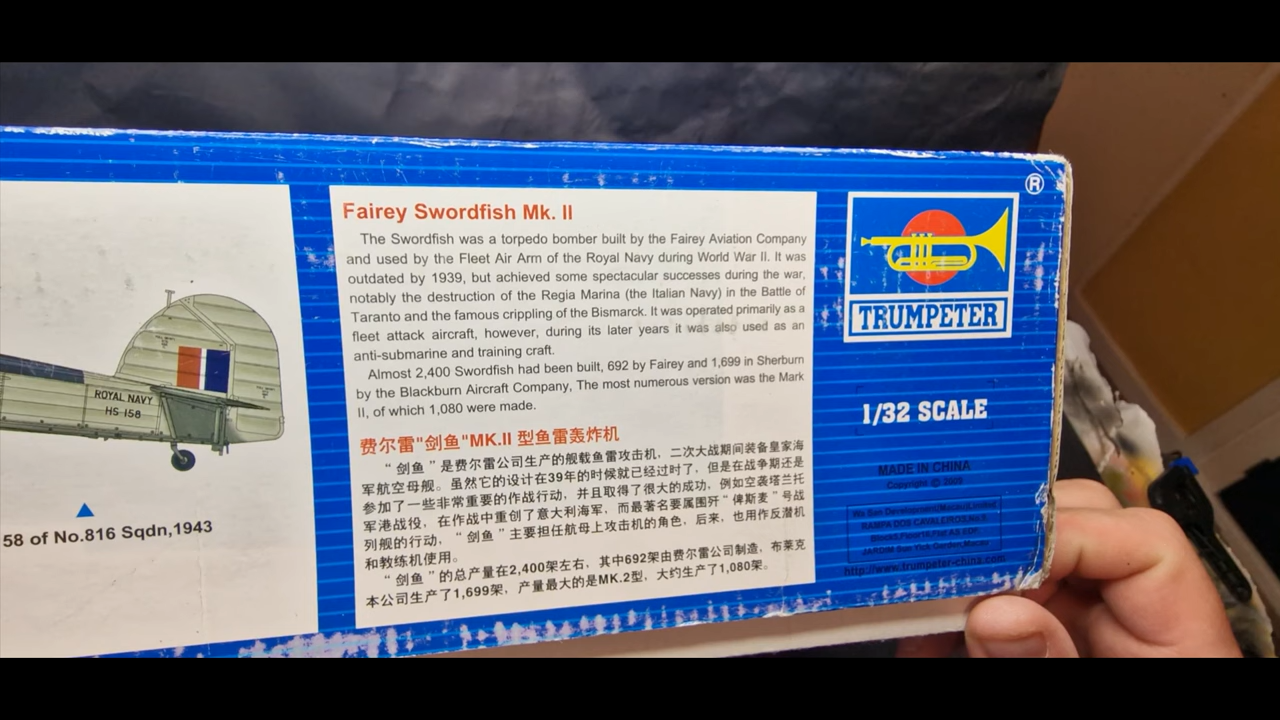 Fairey Swordfish Mk. II
The Swordfish was a torpedo bomber built by the Fairey Aviation Company
and used by the Fleet Air Arm of the Royal Navy during World War II. It was
outdated by 1939, but achieved some spectacular successes during the war,
notably the destruction of the Regia Marina (the Italian Navy) in the Battle of
Taranto and the famous crippling of the Bismarck. It was operated primarily as a
fleet attack aircraft, however, during its later years it was also used as an
anti-submarine and training craft.
Almost 2,400 Swordfish had been built, 692 by Fairey and 1,699 in Sherburn
by the Blackburn Aircraft Company, The most numerous version was the Mark
II, of which 1,080 were made.
费尔雷"剑鱼"MK.II 型鱼雷轰炸机
“剑鱼”是费尔雷公司生产的舰载鱼雷攻击机，二次大战期间装备皇家海
军航空母舰。虽然它的设计在39年的时候就已经过时了，但是在战争期还是
参加了一些非常重要的作战行动，并且取得了很大的成功，例如空袭塔兰托
军港战役，在作战中重创了意大利海军，而最著名要属围歼“俾斯麦”号战
列舰的行动，“剑鱼”主要担任航母上攻击机的角色，后来，也用作反潜机
和教练机使用。
“剑鱼”的总产量在2,400架左右，其中692架由费尔雷公司制造，布莱克
本公司生产了1,699架，产量最大的是MK.2型，大约生产了1,080架。
ROYAL NAVY
HS 158
58 of No.816 Sqdn,1943
®
TRUMPETER
1/32 SCALE
MADE IN CHINA
Copyright © 2009
http://www.trumpeter-china.com